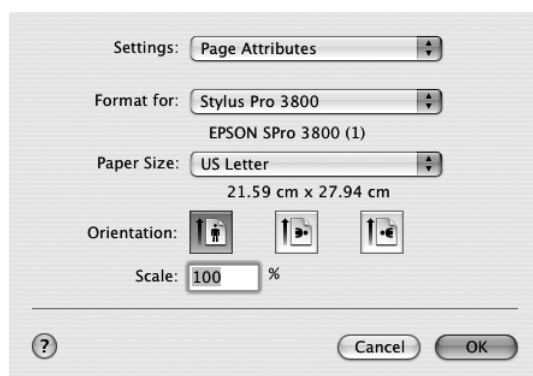 Settings: Page Attributes
Format for: Stylus Pro 3800
EPSON SPro 3800 (1)
Paper Size: US Letter
21.59 cm x 27.94 cm
Orientation:
Scale: 100 %
? Cancel OK